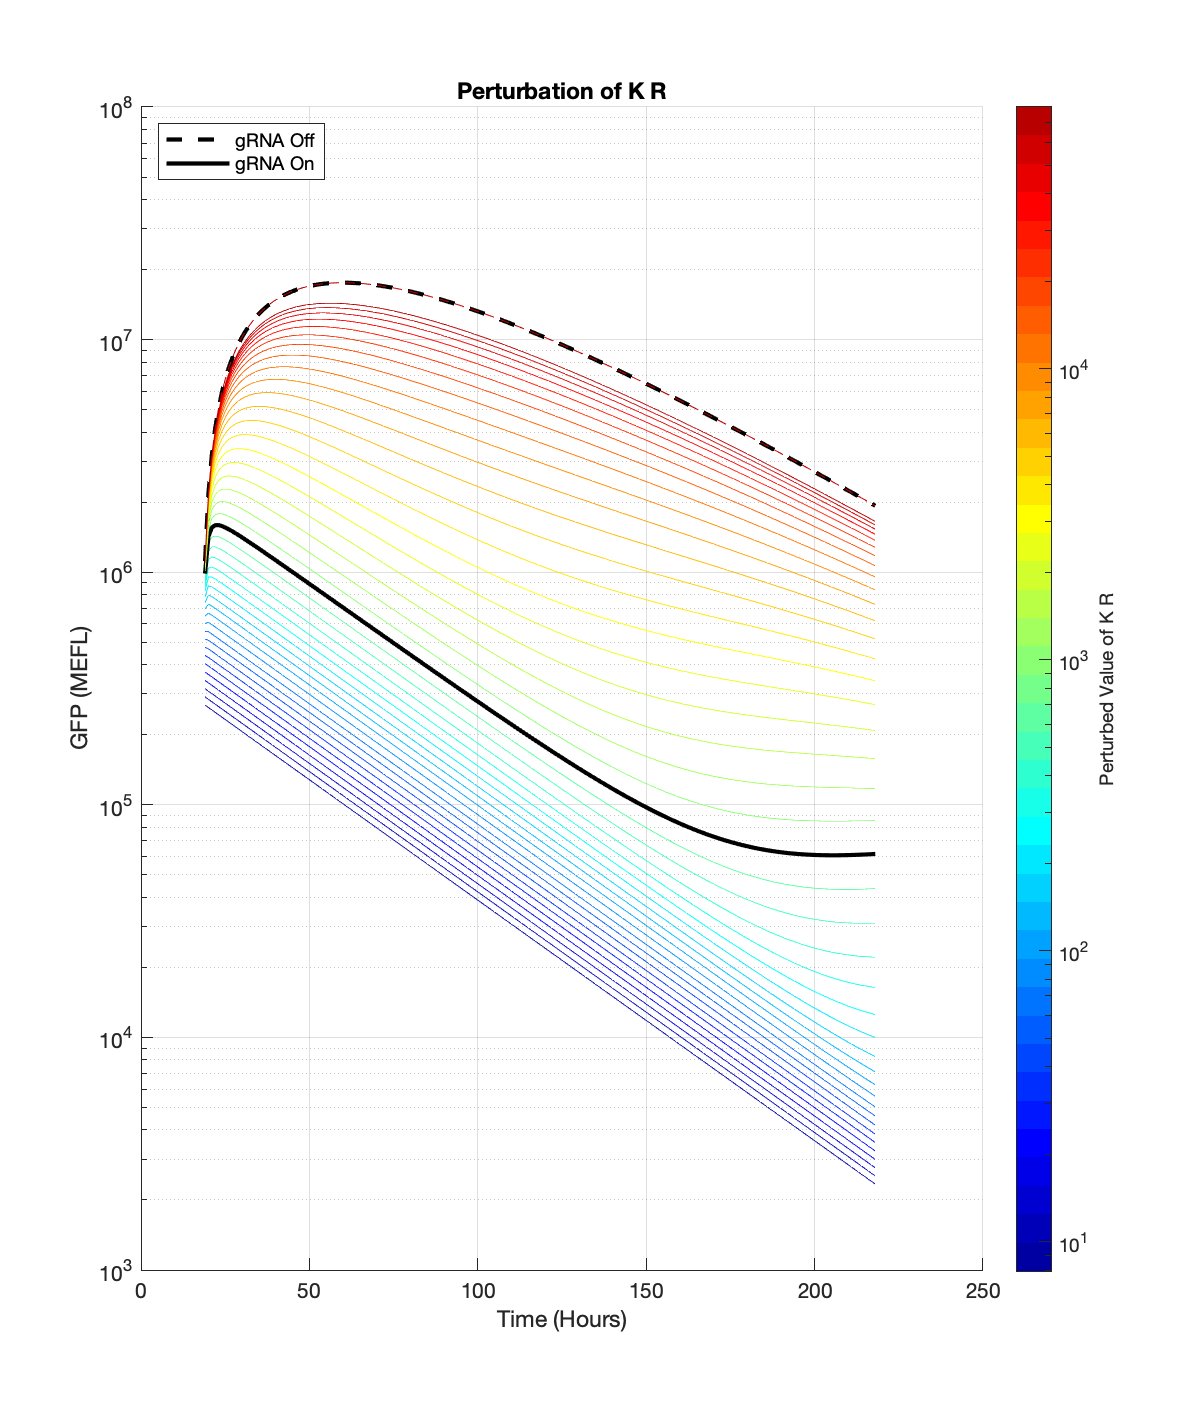 Perturbation of K R
gRNA Off
gRNA On
10^8
10^7
10^6
10^5
10^4
10^3
GFP (MEFL)
0 50 100 150 200 250
Time (Hours)
10^4
10^3
10^2
10^1
Perturbed Value of K R